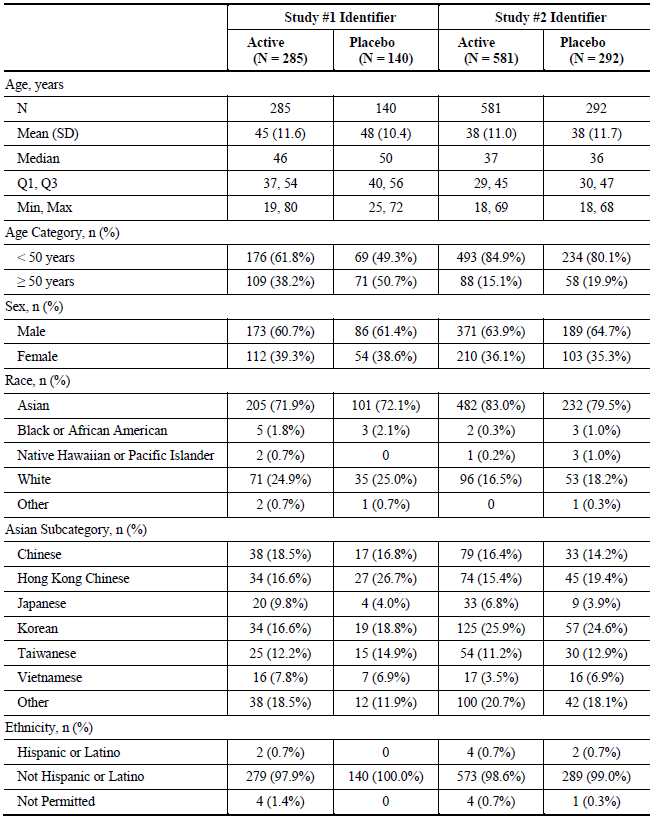 Study #1 Identifier Study #2 Identifier
Active Placebo Active Placebo
(N = 285) (N = 140) (N = 581) (N = 292)
Age, years
N 285 140 581 292
Mean (SD) 45 (11.6) 48 (10.4) 38 (11.0) 38 (11.7)
Median 46 50 37 36
Q1, Q3 37, 54 40, 56 29, 45 30, 47
Min, Max 19, 80 25, 72 18, 69 18, 68
Age Category, n (%)
< 50 years 176 (61.8%) 69 (49.3%) 493 (84.9%) 234 (80.1%)
≥ 50 years 109 (38.2%) 71 (50.7%) 88 (15.1%) 58 (19.9%)
Sex, n (%)
Male 173 (60.7%) 86 (61.4%) 371 (63.9%) 189 (64.7%)
Female 112 (39.3%) 54 (38.6%) 210 (36.1%) 103 (35.3%)
Race, n (%)
Asian 205 (71.9%) 101 (72.1%) 482 (83.0%) 232 (79.5%)
Black or African American 5 (1.8%) 3 (2.1%) 2 (0.3%) 3 (1.0%)
Native Hawaiian or Pacific Islander 2 (0.7%) 0 1 (0.2%) 3 (1.0%)
White 71 (24.9%) 35 (25.0%) 96 (16.5%) 53 (18.2%)
Other 2 (0.7%) 1 (0.7%) 0 1 (0.3%)
Asian Subcategory, n (%)
Chinese 38 (18.5%) 17 (16.8%) 79 (16.4%) 33 (14.2%)
Hong Kong Chinese 34 (16.6%) 27 (26.7%) 74 (15.4%) 45 (19.4%)
Japanese 20 (9.8%) 4 (4.0%) 33 (6.8%) 9 (3.9%)
Korean 34 (16.6%) 19 (18.8%) 125 (25.9%) 57 (24.6%)
Taiwanese 25 (12.2%) 15 (14.9%) 54 (11.2%) 30 (12.9%)
Vietnamese 16 (7.8%) 7 (6.9%) 17 (3.5%) 16 (6.9%)
Other 38 (18.5%) 12 (11.9%) 100 (20.7%) 42 (18.1%)
Ethnicity, n (%)
Hispanic or Latino 2 (0.7%) 0 4 (0.7%) 2 (0.7%)
Not Hispanic or Latino 279 (97.9%) 140 (100.0%) 573 (98.6%) 289 (99.0%)
Not Permitted 4 (1.4%) 0 4 (0.7%) 1 (0.3%)